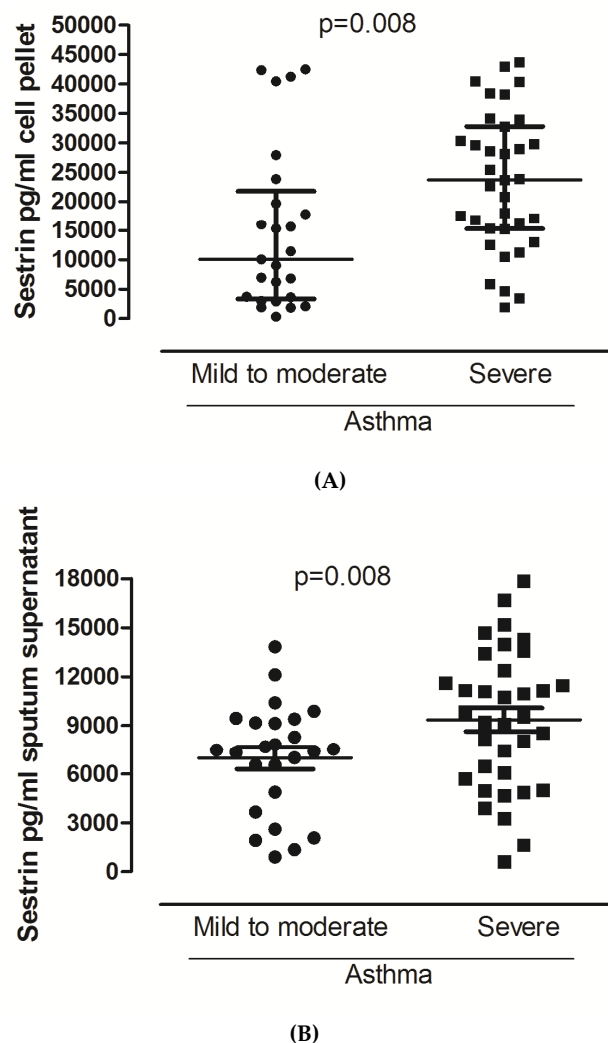 p=0.008
Sestrin pg/ml cell pellet
50000
45000
40000
35000
30000
25000
20000
15000
10000
5000
0
Mild to moderate Severe
Asthma
(A)
p=0.008
Sestrin pg/ml sputum supernatant
18000
15000
12000
9000
6000
3000
0
Mild to moderate Severe
Asthma
(B)